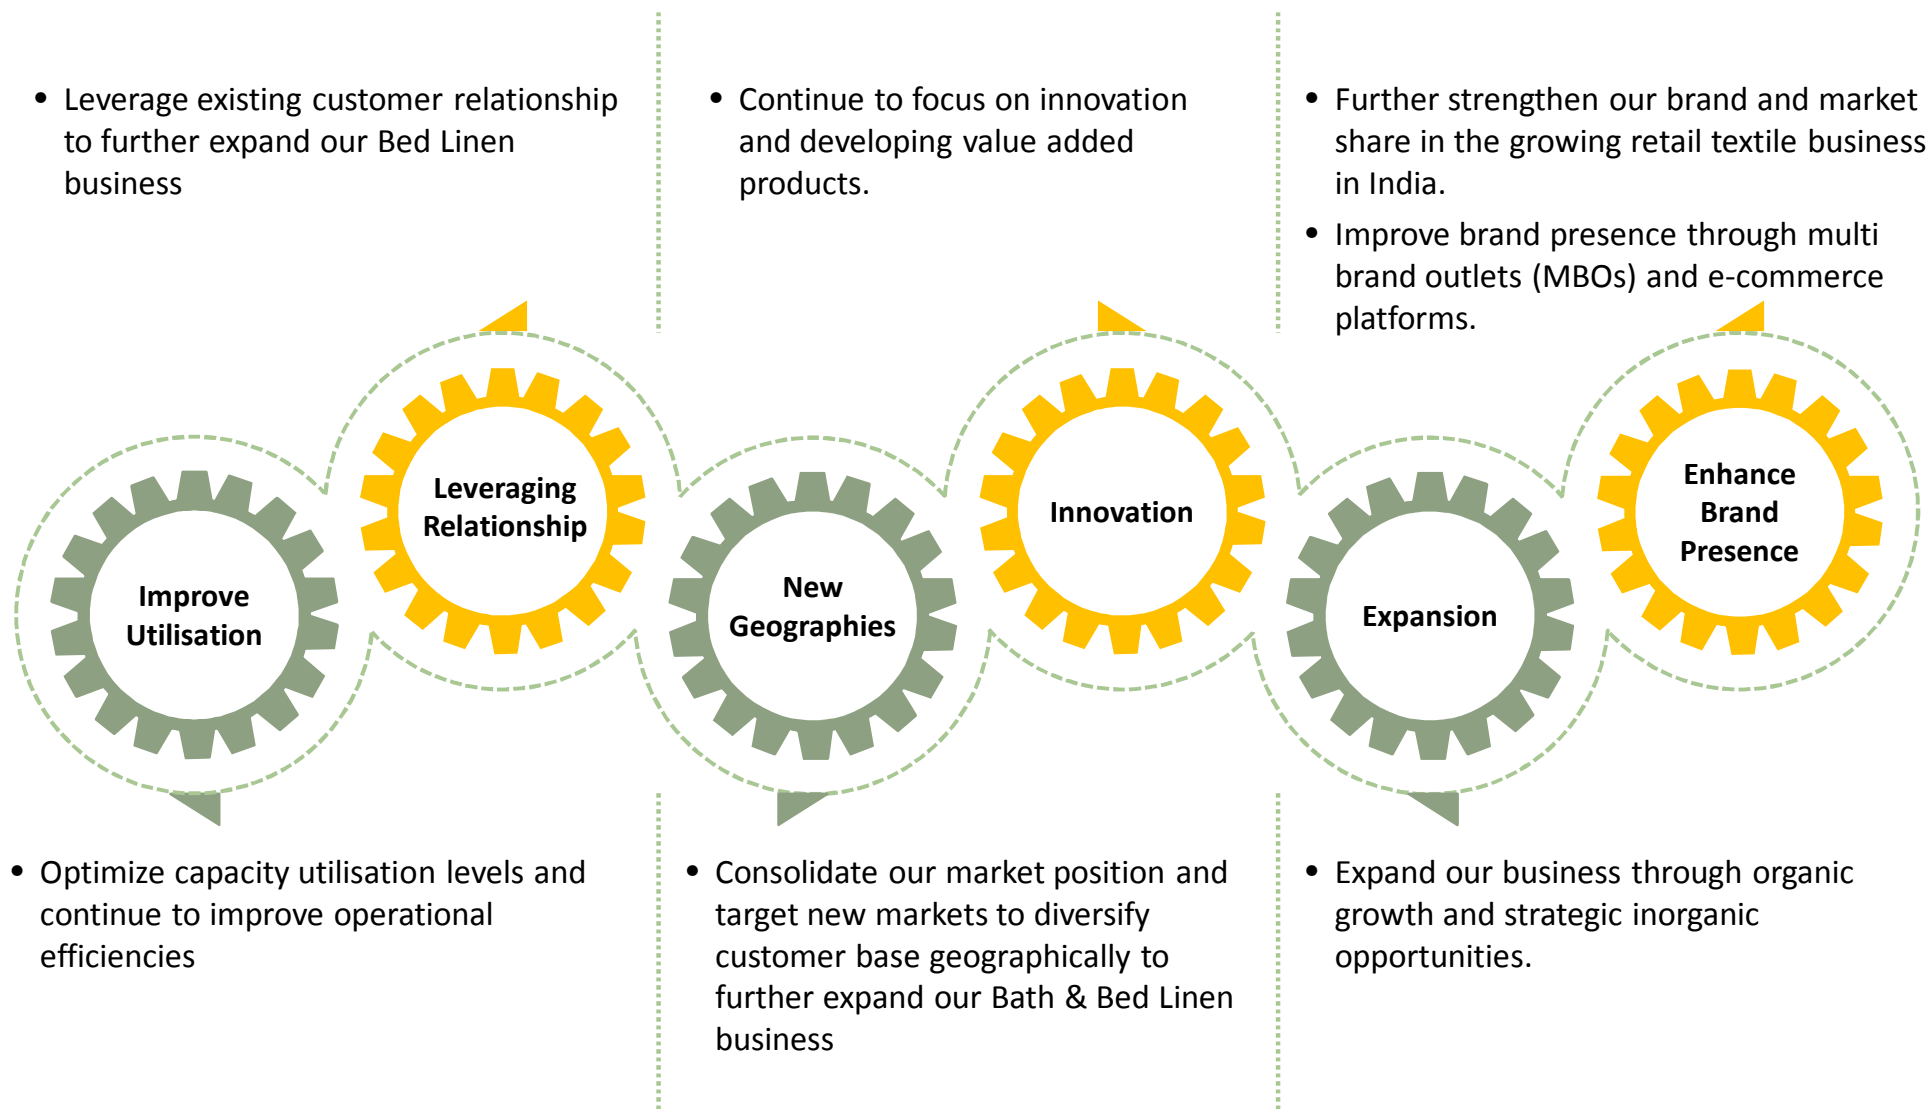 • Leverage existing customer relationship
to further expand our Bed Linen
business
• Continue to focus on innovation
and developing value added
products.
• Further strengthen our brand and market
share in the growing retail textile business
in India.
• Improve brand presence through multi
brand outlets (MBOs) and e-commerce
platforms.
Improve
Utilisation
Leveraging
Relationship
New
Geographies
Innovation
Expansion
Enhance
Brand
Presence
• Optimize capacity utilisation levels and
continue to improve operational
efficiencies
• Consolidate our market position and
target new markets to diversify
customer base geographically to
further expand our Bath & Bed Linen
business
• Expand our business through organic
growth and strategic inorganic
opportunities.